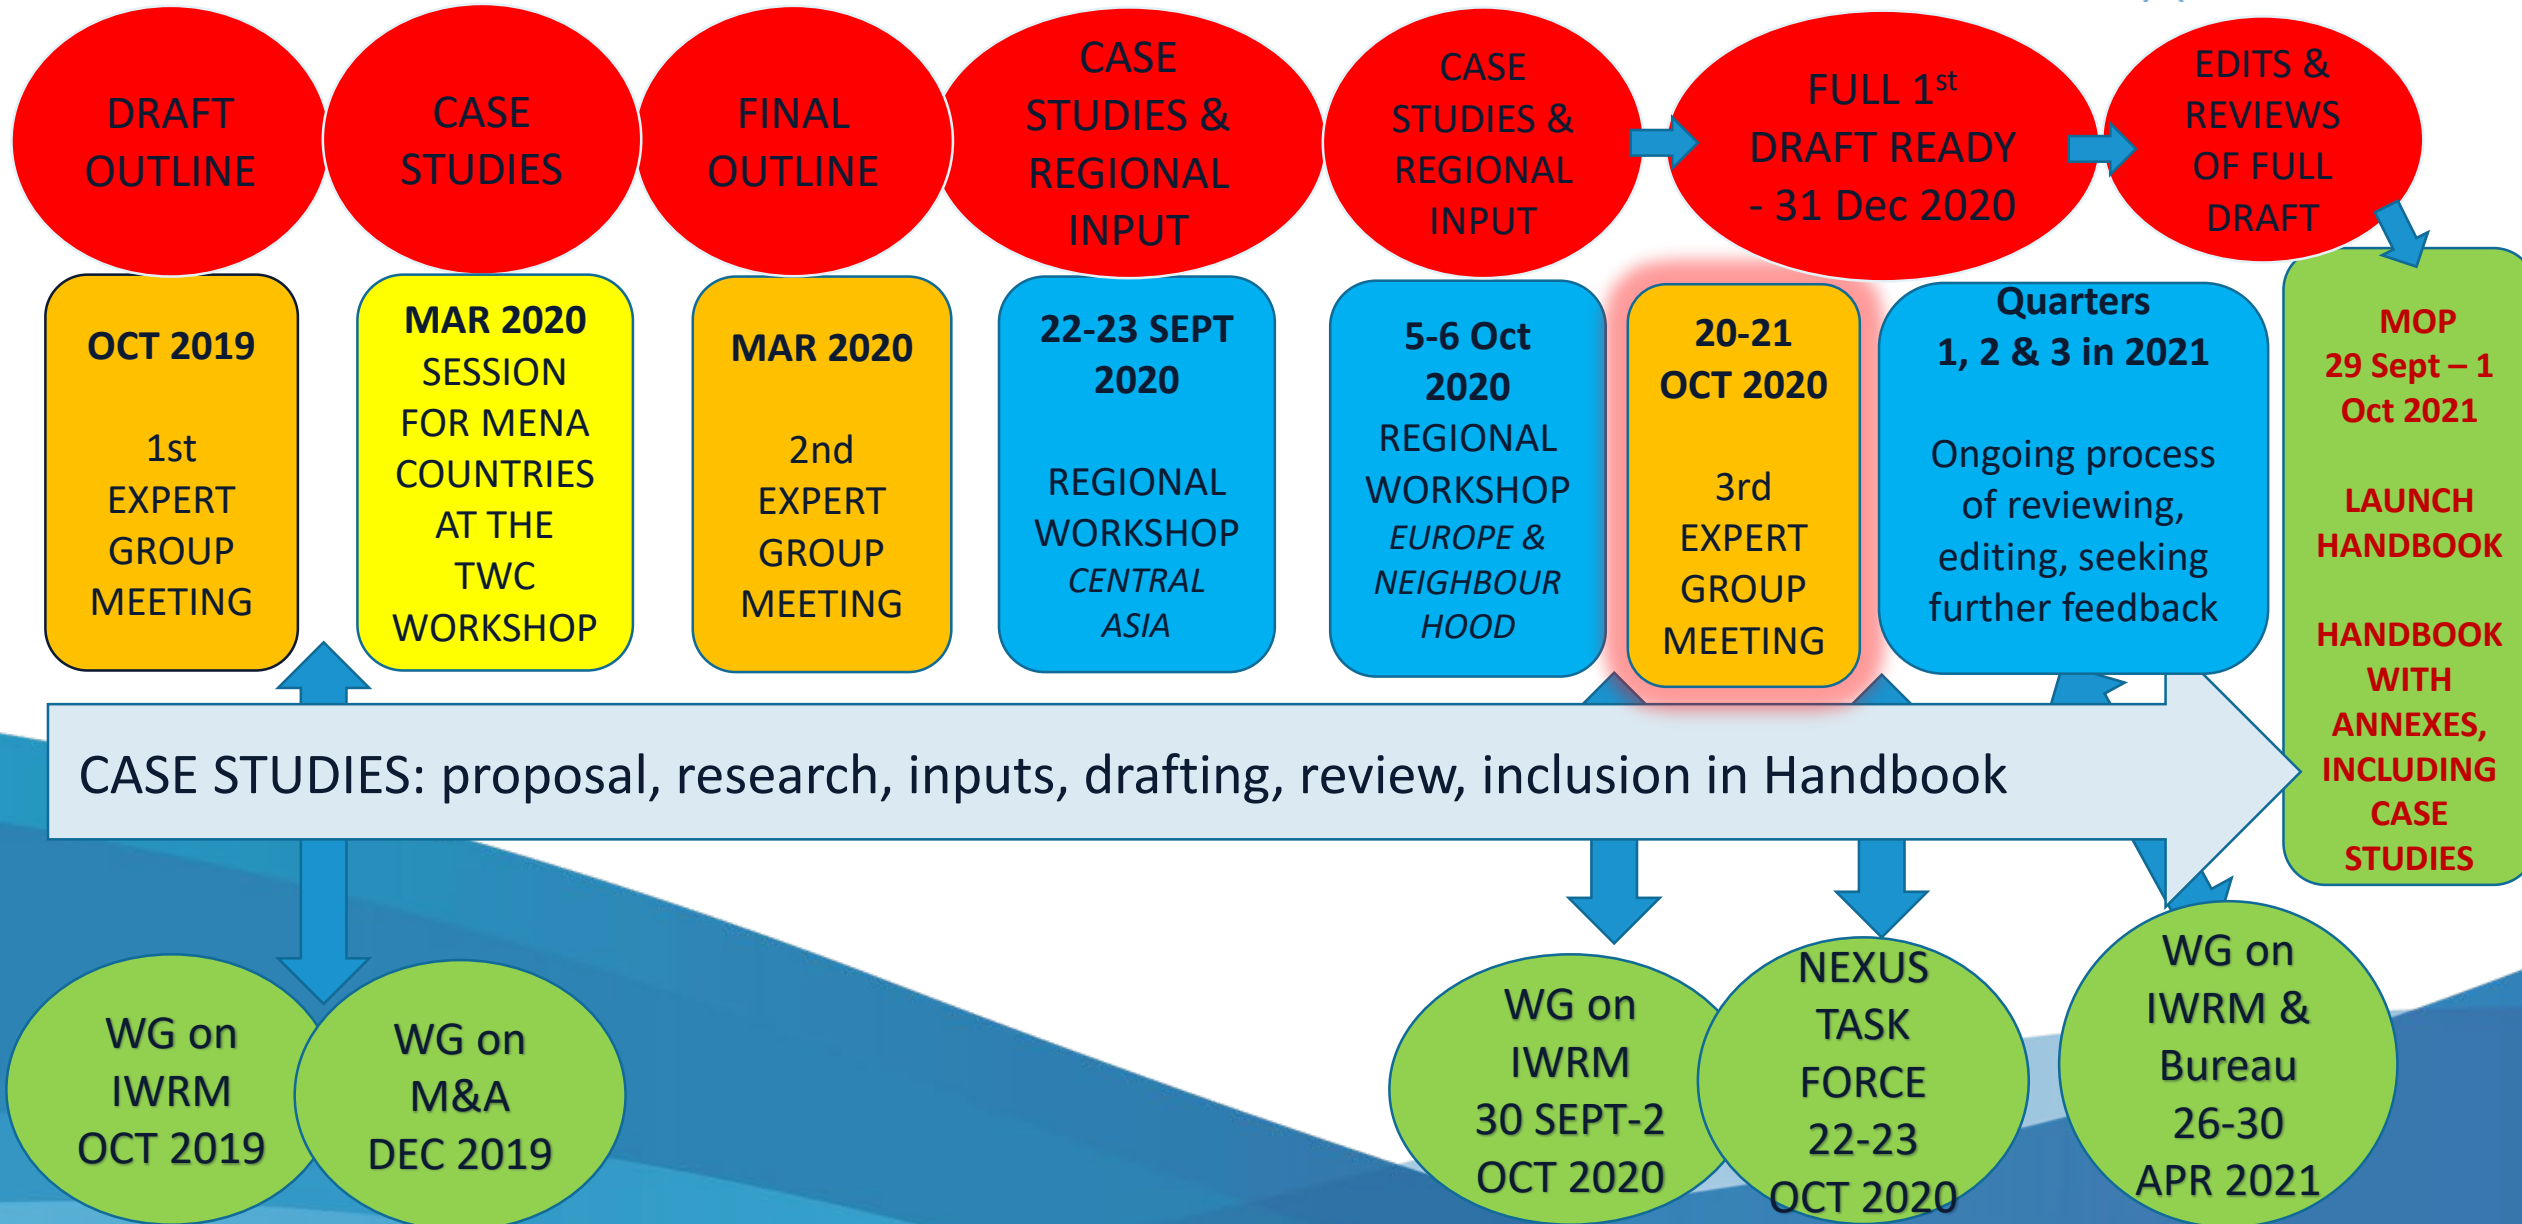 DRAFT
OUTLINE
CASE
STUDIES
FINAL
OUTLINE
CASE
STUDIES &
REGIONAL
INPUT
CASE
STUDIES &
REGIONAL
INPUT
FULL 1st
DRAFT READY
- 31 Dec 2020
EDITS &
REVIEWS
OF FULL
DRAFT
OCT 2019
1st
EXPERT
GROUP
MEETING
MAR 2020
SESSION
FOR MENA
COUNTRIES
AT THE
TWC
WORKSHOP
MAR 2020
2nd
EXPERT
GROUP
MEETING
22-23 SEPT
2020
REGIONAL
WORKSHOP
CENTRAL
ASIA
5-6 Oct
2020
REGIONAL
WORKSHOP
EUROPE &
NEIGHBOUR
HOOD
20-21
OCT 2020
3rd
EXPERT
GROUP
MEETING
Quarters
1, 2 & 3 in 2021
Ongoing process
of reviewing,
editing, seeking
further feedback
MOP
29 Sept – 1
Oct 2021
LAUNCH
HANDBOOK
HANDBOOK
WITH
ANNEXES,
INCLUDING
CASE
STUDIES
CASE STUDIES: proposal, research, inputs, drafting, review, inclusion in Handbook
WG on
IWRM
OCT 2019
WG on
M&A
DEC 2019
WG on
IWRM
30 SEPT-2
OCT 2020
NEXUS
TASK
FORCE
22-23
OCT 2020
WG on
IWRM &
Bureau
26-30
APR 2021